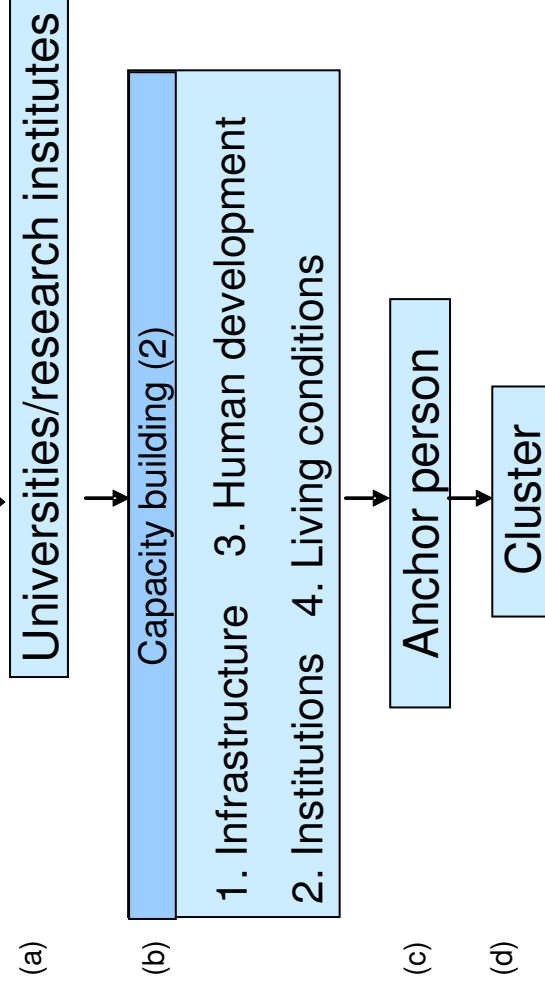 (a)
Universities/research institutes
(b)
Capacity building (2)
1. Infrastructure 3. Human development
2. Institutions 4. Living conditions
(c)
Anchor person
(d)
Cluster